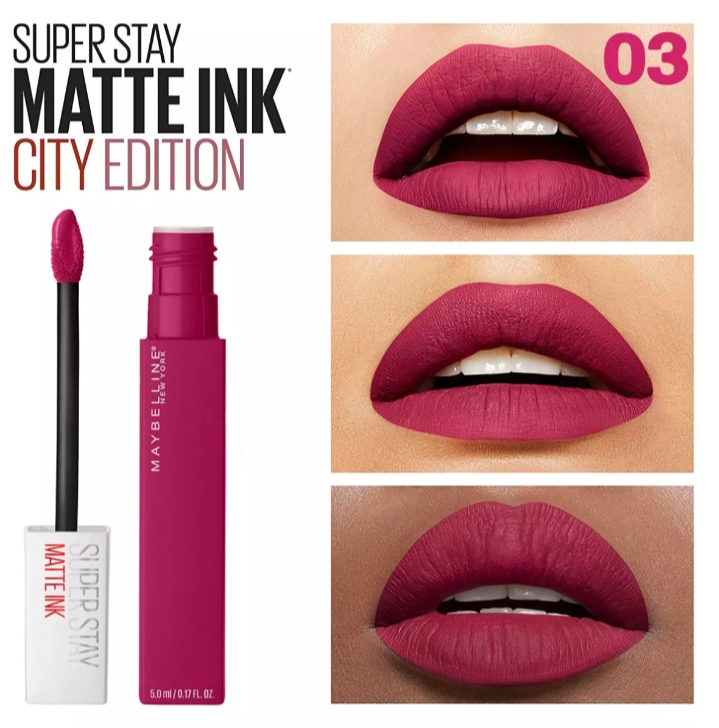 SUPER STAY
MATTE INK
CITY EDITION
03
MAYBELLINE®
NEW YORK
SUPER STAY
MATTE INK
5.0 ml / 0.17 FL. OZ.